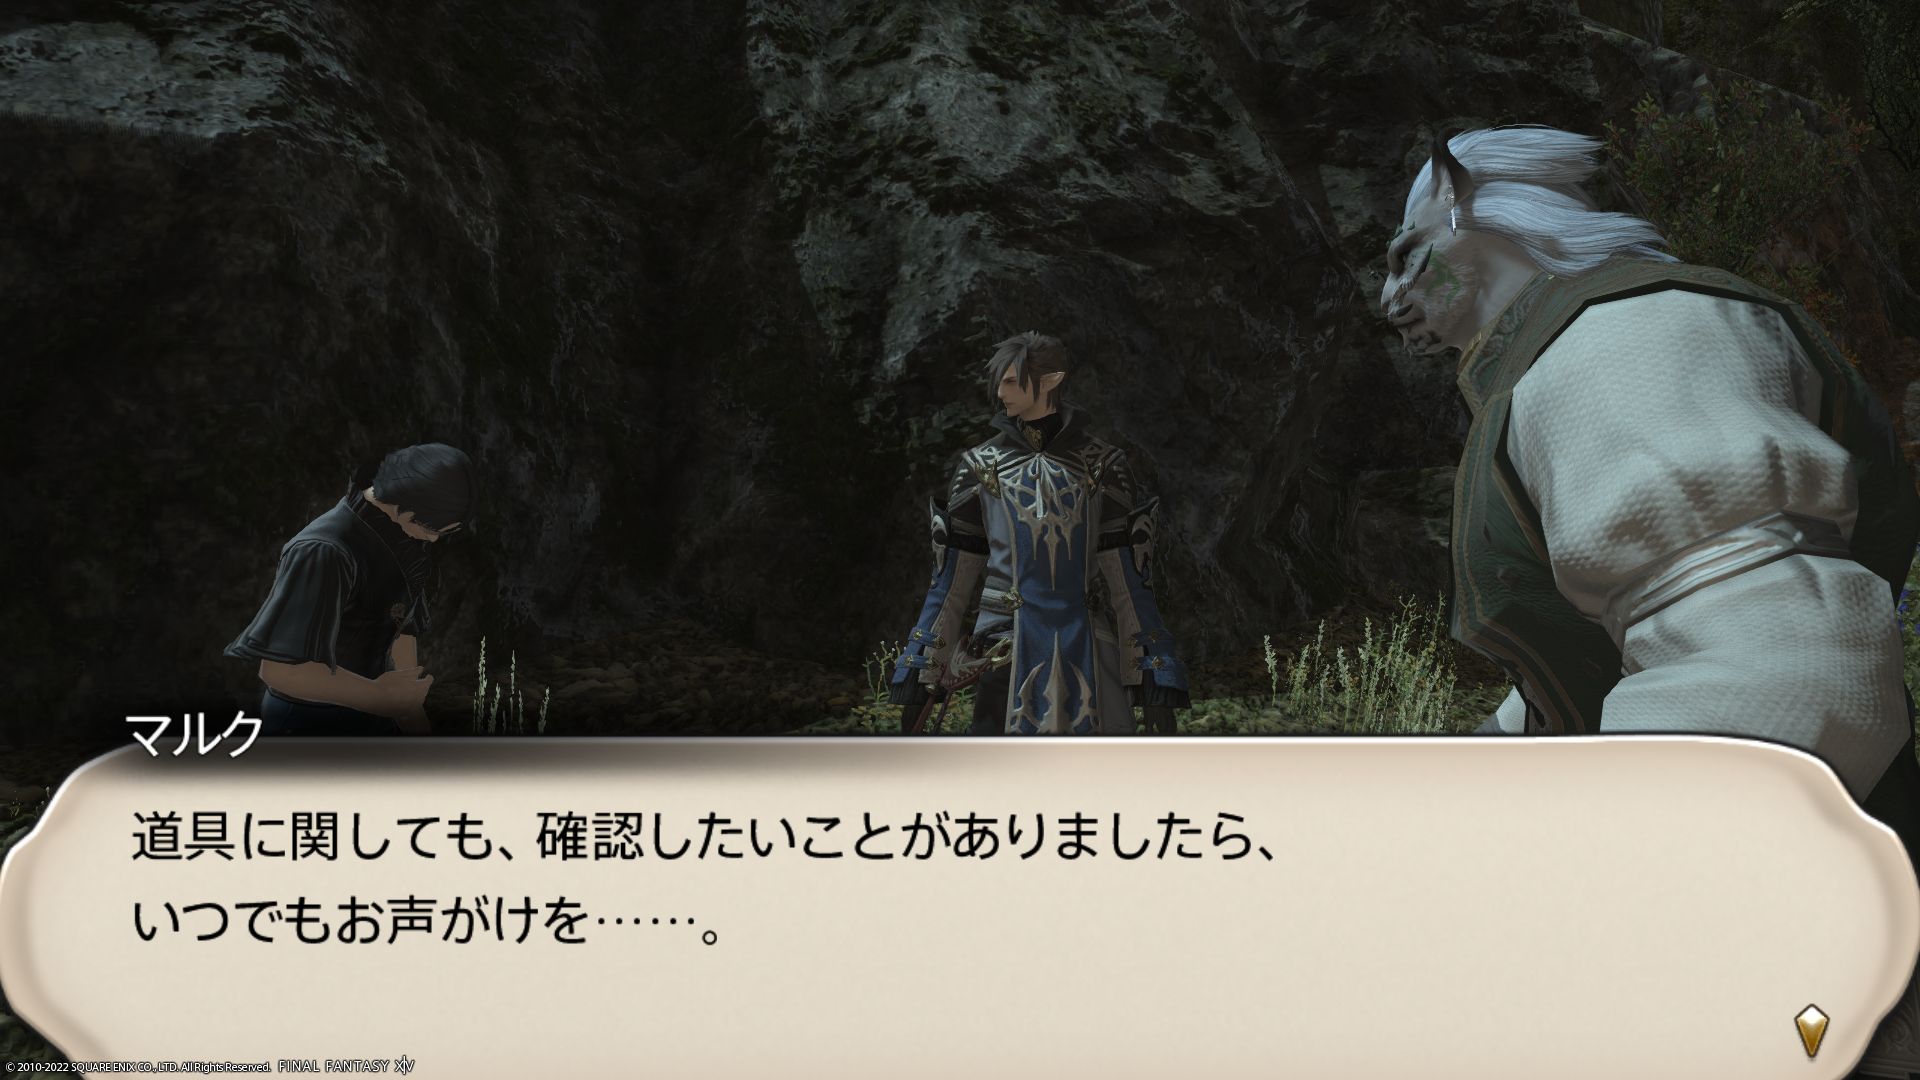 マルク
道具に関しても、確認したいことがありましたら、
いつでもお声がけを……。
© 2010-2022 SQUARE ENIX CO., LTD. All Rights Reserved. FINAL FANTASY XIV